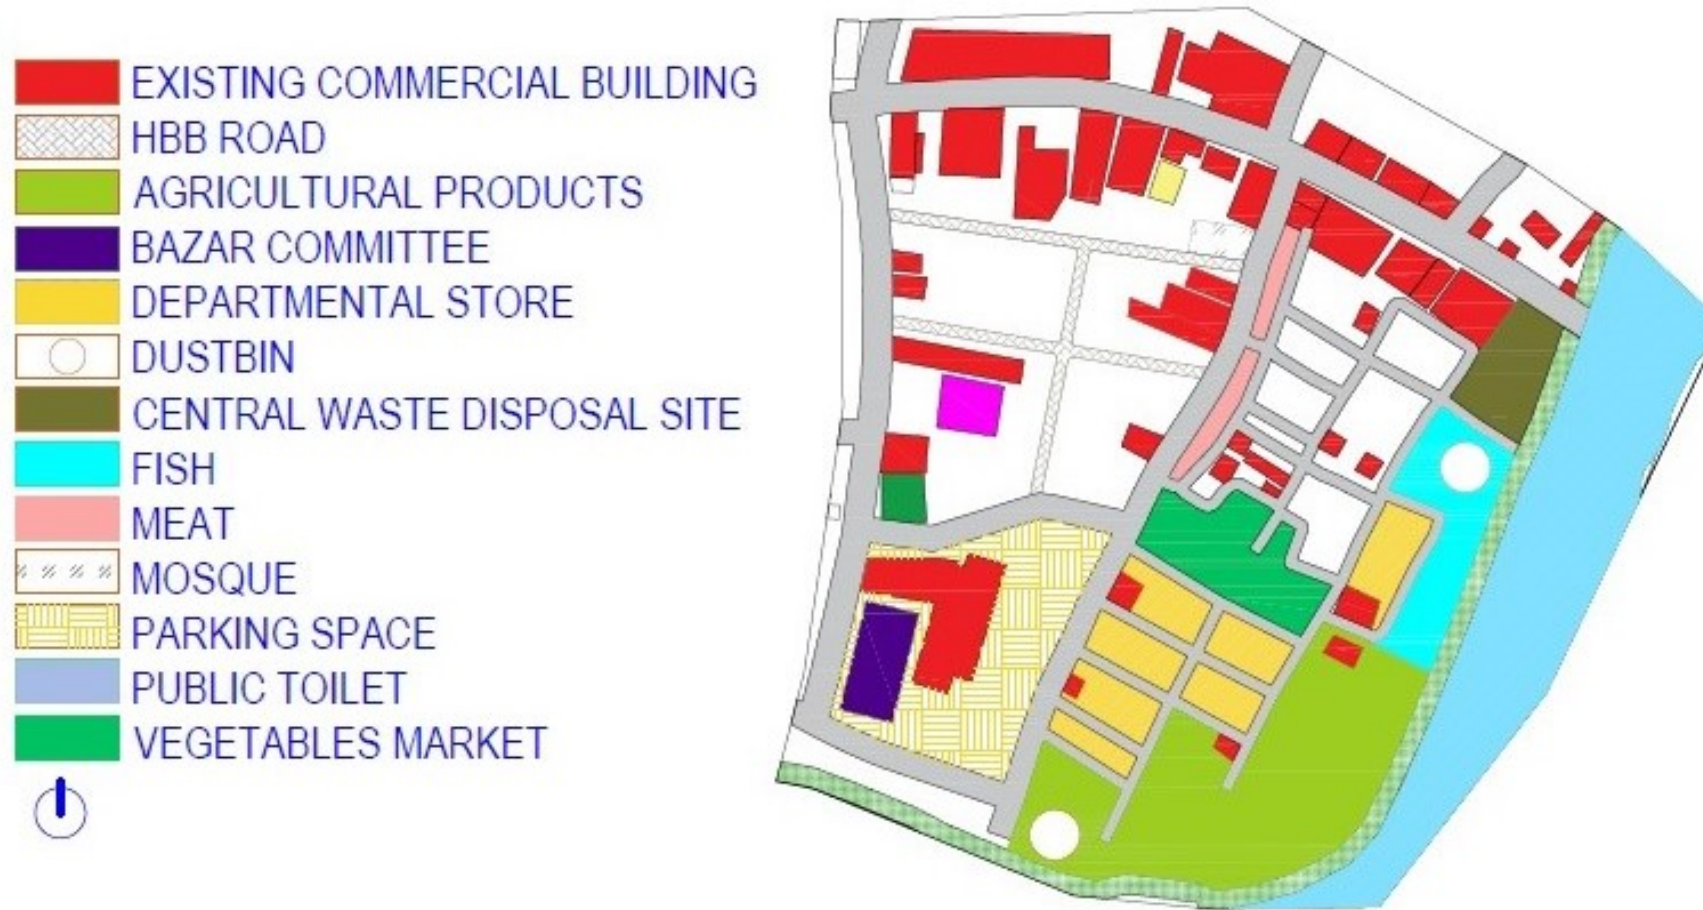 EXISTING COMMERCIAL BUILDING
HBB ROAD
AGRICULTURAL PRODUCTS
BAZAR COMMITTEE
DEPARTMENTAL STORE
DUSTBIN
CENTRAL WASTE DISPOSAL SITE
FISH
MEAT
MOSQUE
PARKING SPACE
PUBLIC TOILET
VEGETABLES MARKET